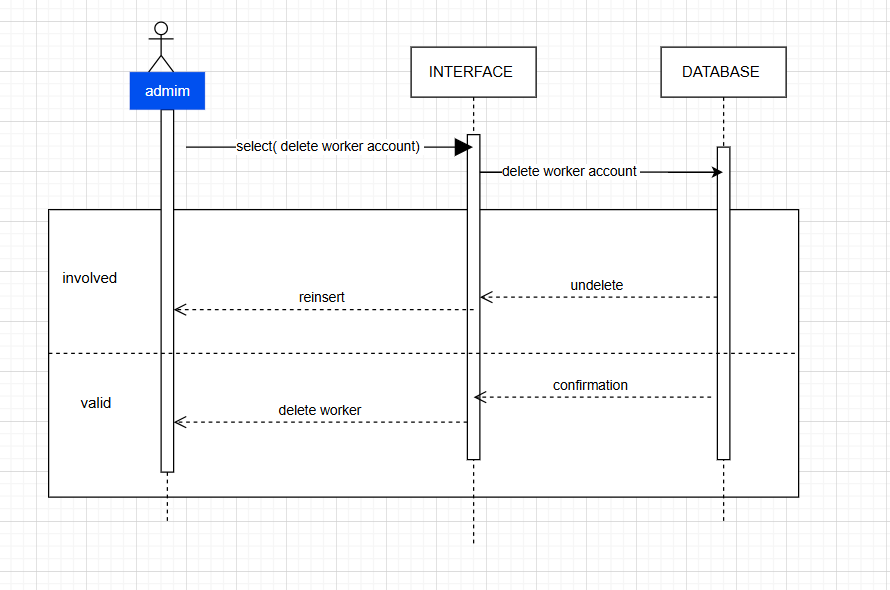 admim
INTERFACE
DATABASE
select( delete worker account)
delete worker account
involved
undelete
reinsert
valid
confirmation
delete worker